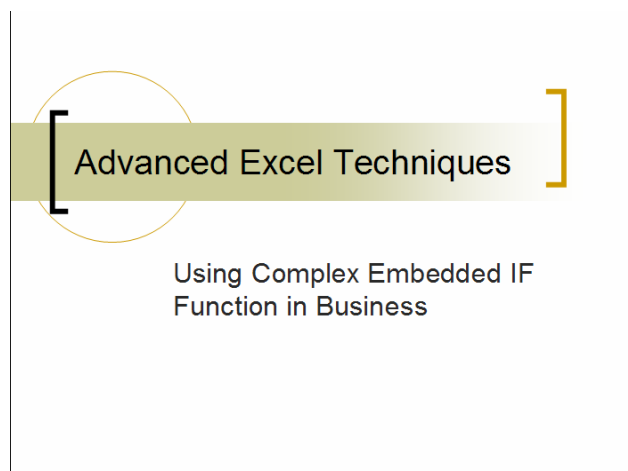 Advanced Excel Techniques
Using Complex Embedded IF
Function in Business